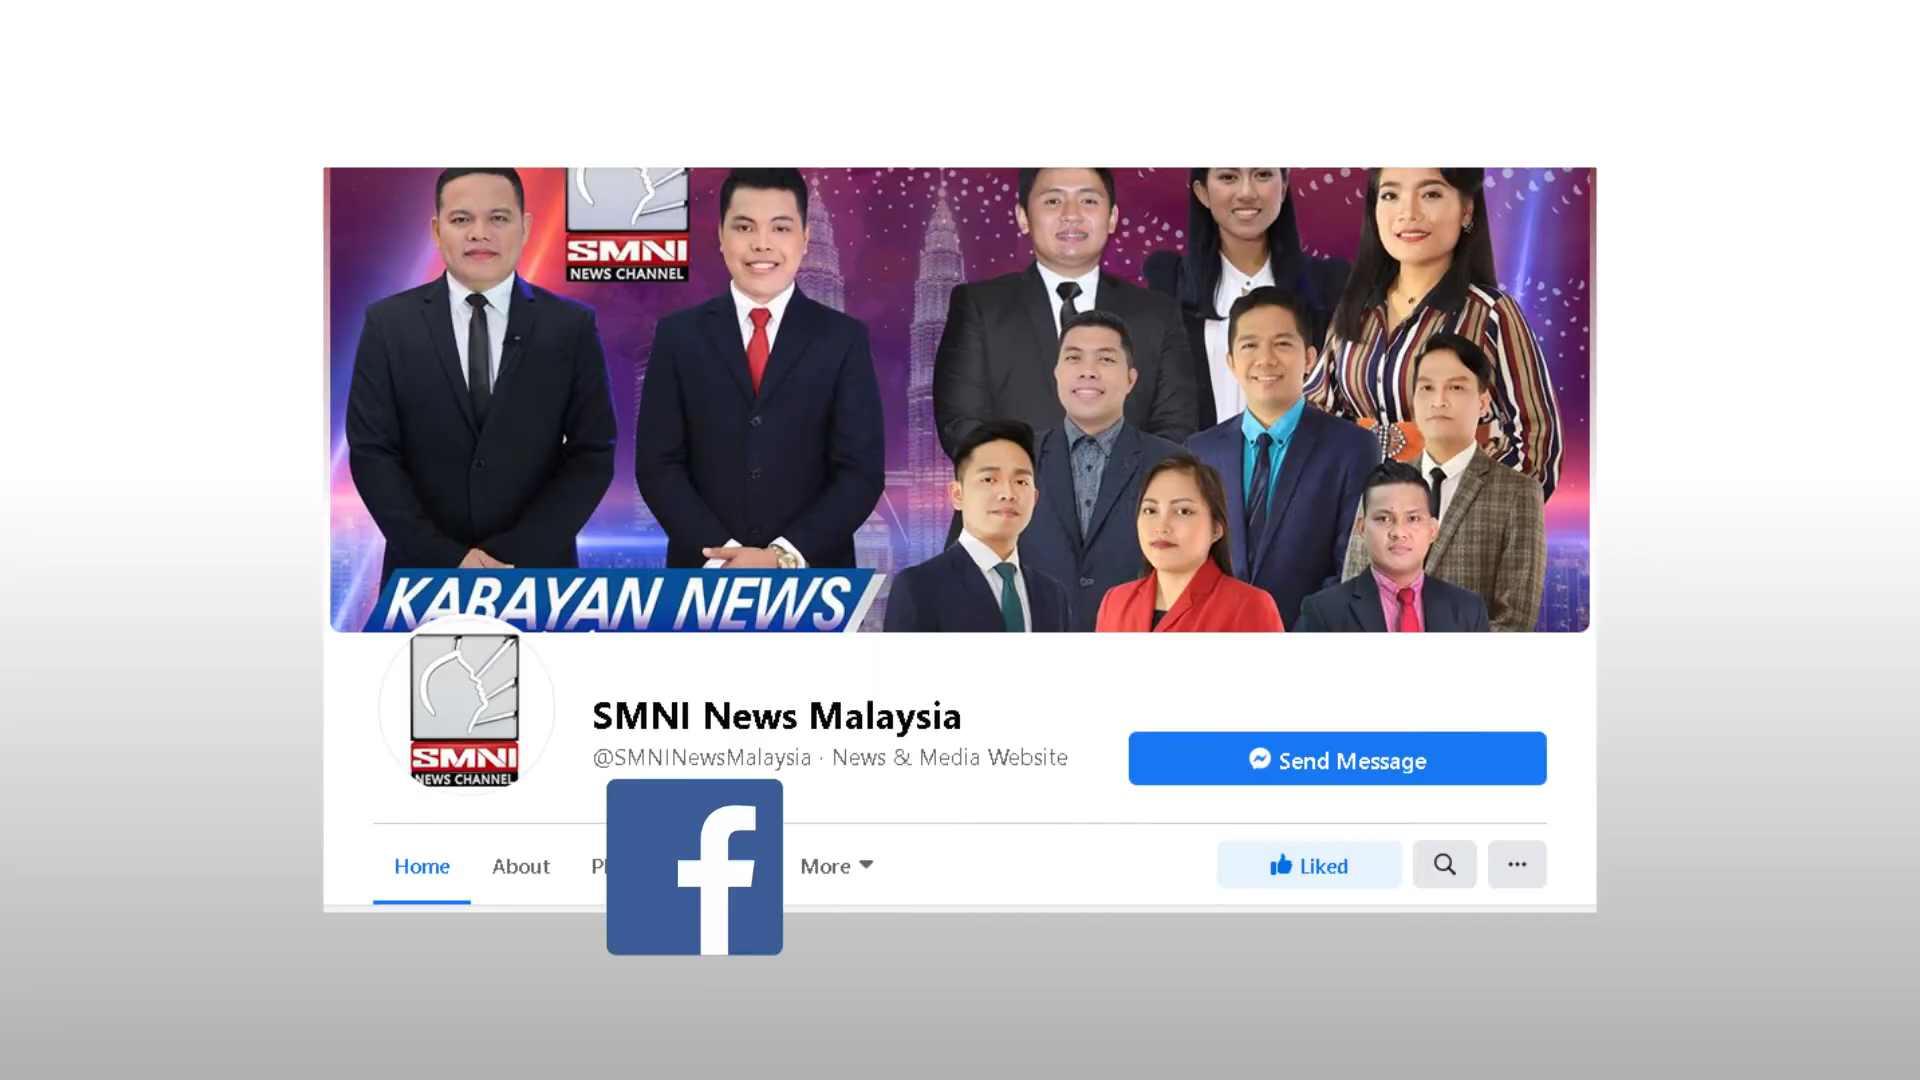 SMNI
NEWS CHANNEL
KABAYAN NEWS
SMNI
NEWS CHANNEL
SMNI News Malaysia
@SMNINewsMalaysia · News & Media Website
Send Message
Home About More
Liked